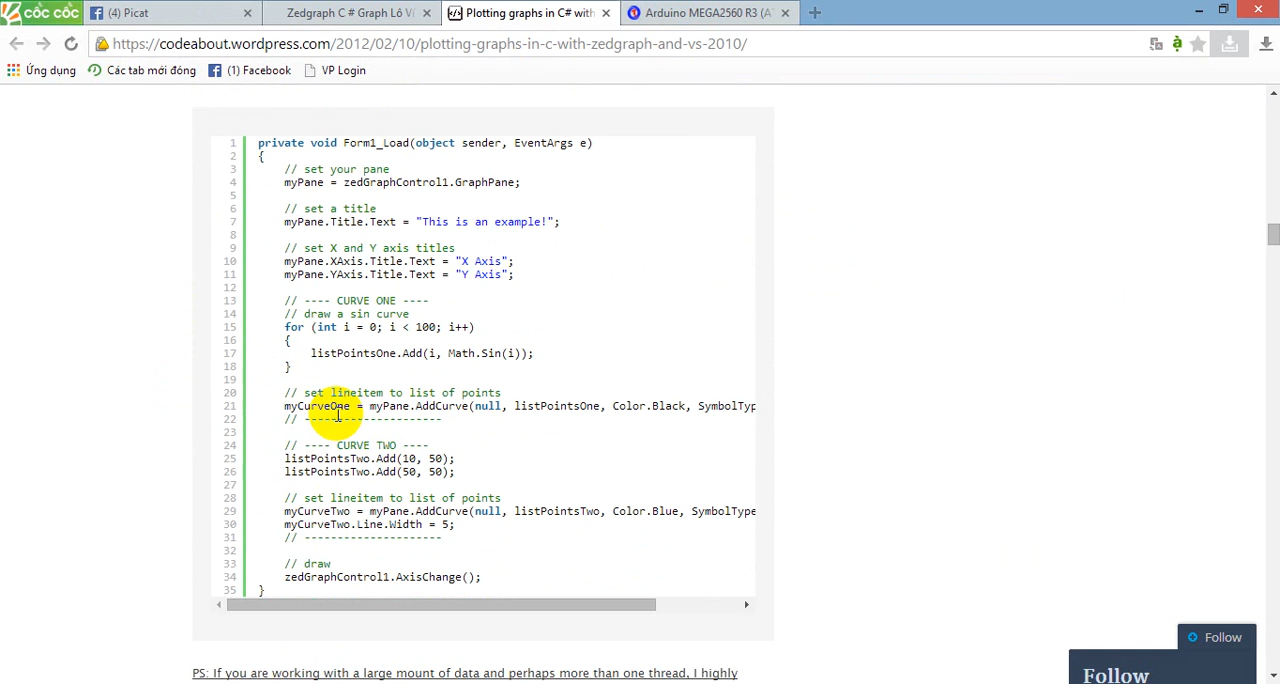 cốc cốc
(4) Picat
Zedgraph C # Graph Lô Vi
Plotting graphs in C# with
Arduino MEGA2560 R3 (AT
https://codeabout.wordpress.com/2012/02/10/plotting-graphs-in-c-with-zedgraph-and-vs-2010/
Ứng dụng
Các tab mới đóng
(1) Facebook
VP Login
1 private void Form1_Load(object sender, EventArgs e)
2 {
3 // set your pane
4 myPane = zedGraphControl1.GraphPane;
5
6 // set a title
7 myPane.Title.Text = "This is an example!";
8
9 // set X and Y axis titles
10 myPane.XAxis.Title.Text = "X Axis";
11 myPane.YAxis.Title.Text = "Y Axis";
12
13 // ---- CURVE ONE ----
14 // draw a sin curve
15 for (int i = 0; i < 100; i++)
16 {
17 listPointsOne.Add(i, Math.Sin(i));
18 }
19
20 // set lineitem to list of points
21 myCurveOne = myPane.AddCurve(null, listPointsOne, Color.Black, SymbolTyp
22 // ---------------------
23
24 // ---- CURVE TWO ----
25 listPointsTwo.Add(10, 50);
26 listPointsTwo.Add(50, 50);
27
28 // set lineitem to list of points
29 myCurveTwo = myPane.AddCurve(null, listPointsTwo, Color.Blue, SymbolType
30 myCurveTwo.Line.Width = 5;
31 // ---------------------
32
33 // draw
34 zedGraphControl1.AxisChange();
35 }
PS: If you are working with a large mount of data and perhaps more than one thread, I highly
Follow
Follow